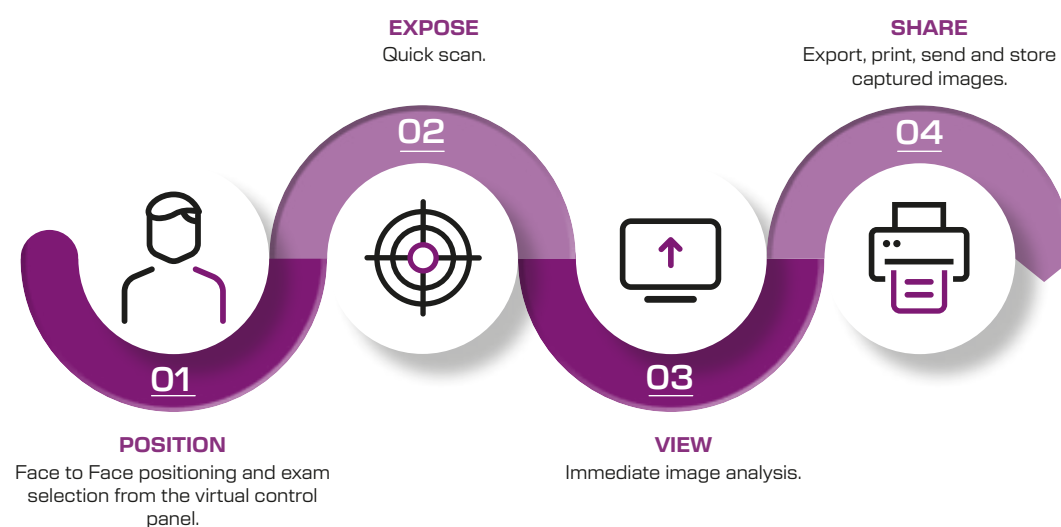 01
POSITION
Face to Face positioning and exam
selection from the virtual control
panel.
EXPOSE
Quick scan.
02
03
VIEW
Immediate image analysis.
SHARE
Export, print, send and store
captured images.
04